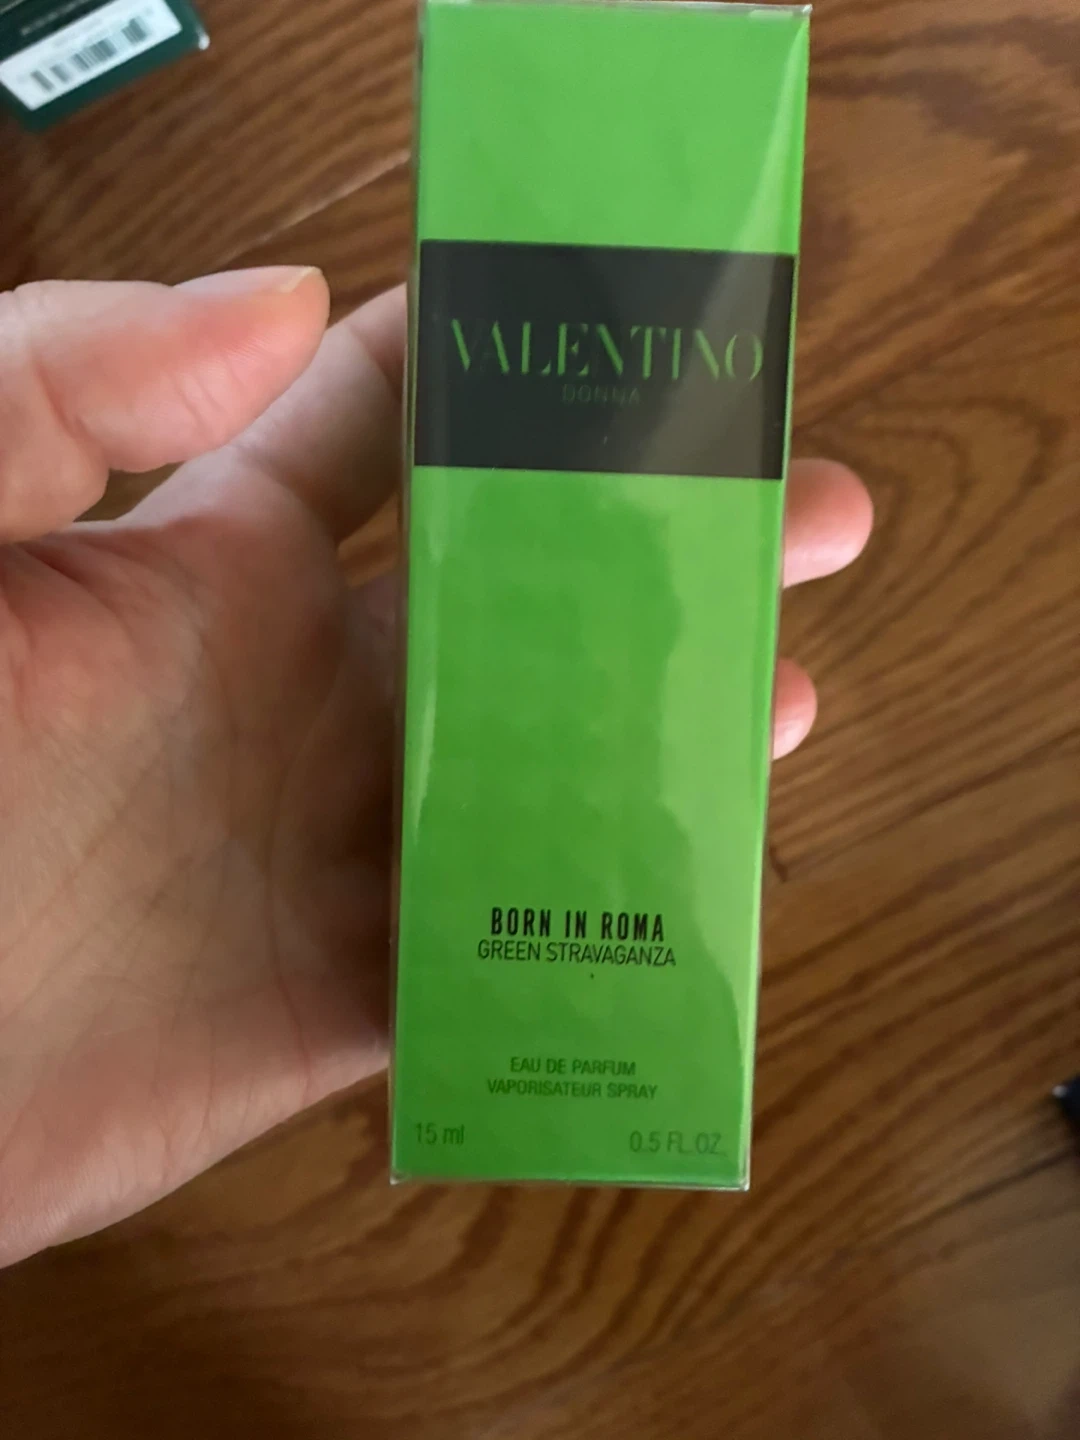 VALENTINO
DONNA
BORN IN ROMA
GREEN STRAVAGANZA
EAU DE PARFUM
VAPORISATEUR SPRAY
15 ml 0.5 FL.OZ.